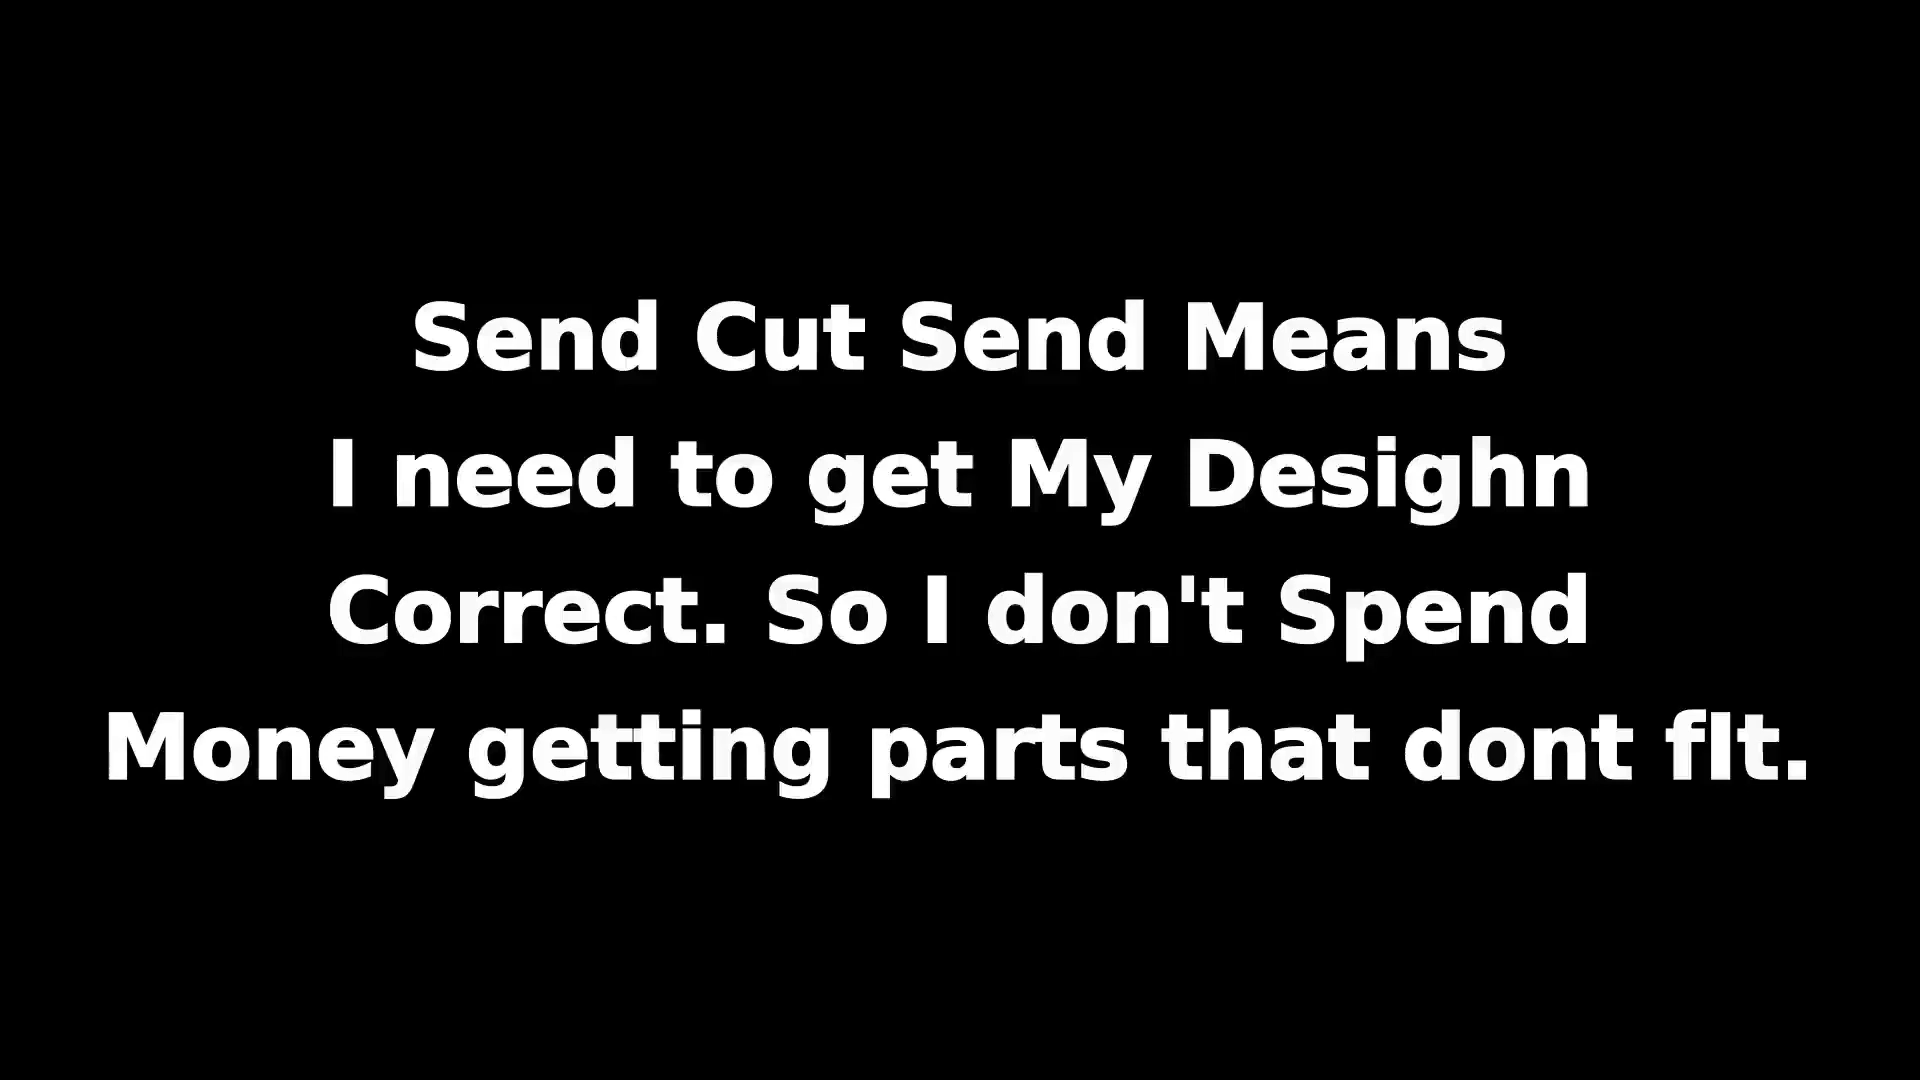 Send Cut Send Means
I need to get My Desighn
Correct. So I don't Spend
Money getting parts that dont fIt.